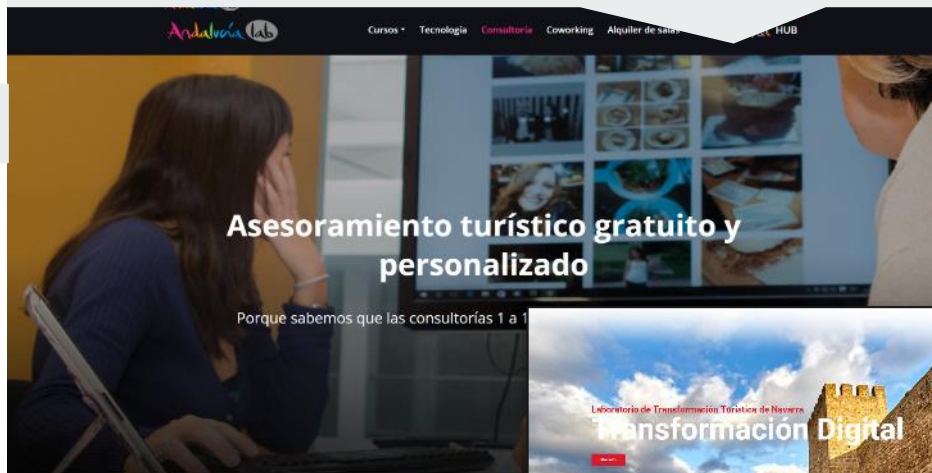 Andalucía lab
Cursos Tecnología Consultoría Coworking Alquiler de salas HUB
Asesoramiento turístico gratuito y
personalizado
Porque sabemos que las consultorías 1 a 1
Laboratorio de Transformación Turística de Navarra
Transformación Digital